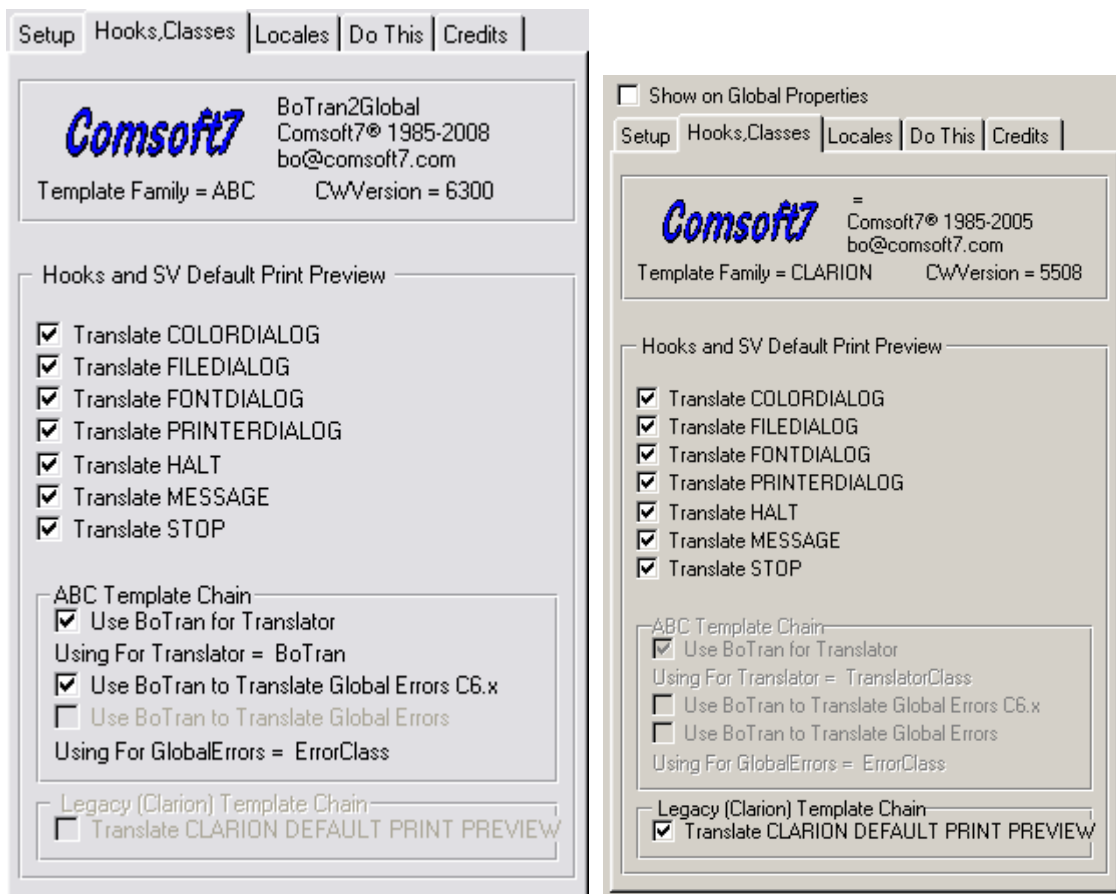 Setup Hooks,Classes Locales Do This Credits
Comsoft7
BoTran2Global
Comsoft7® 1985-2008
bo@comsoft7.com
Template Family = ABC CwVersion = 6300
Hooks and SV Default Print Preview
Translate COLORDIALOG
Translate FILEDIALOG
Translate FONTDIALOG
Translate PRINTERDIALOG
Translate HALT
Translate MESSAGE
Translate STOP
ABC Template Chain
Use BoTran for Translator
Using For Translator = BoTran
Use BoTran to Translate Global Errors C6.x
Use BoTran to Translate Global Errors
Using For GlobalErrors = ErrorClass
Legacy (Clarion) Template Chain
Translate CLARION DEFAULT PRINT PREVIEW
Show on Global Properties
Setup Hooks,Classes Locales Do This Credits
Comsoft7
=
Comsoft7® 1985-2005
bo@comsoft7.com
Template Family = CLARION CwVersion = 5508
Hooks and SV Default Print Preview
Translate COLORDIALOG
Translate FILEDIALOG
Translate FONTDIALOG
Translate PRINTERDIALOG
Translate HALT
Translate MESSAGE
Translate STOP
ABC Template Chain
Use BoTran for Translator
Using For Translator = TranslatorClass
Use BoTran to Translate Global Errors C6.x
Use BoTran to Translate Global Errors
Using For GlobalErrors = ErrorClass
Legacy (Clarion) Template Chain
Translate CLARION DEFAULT PRINT PREVIEW